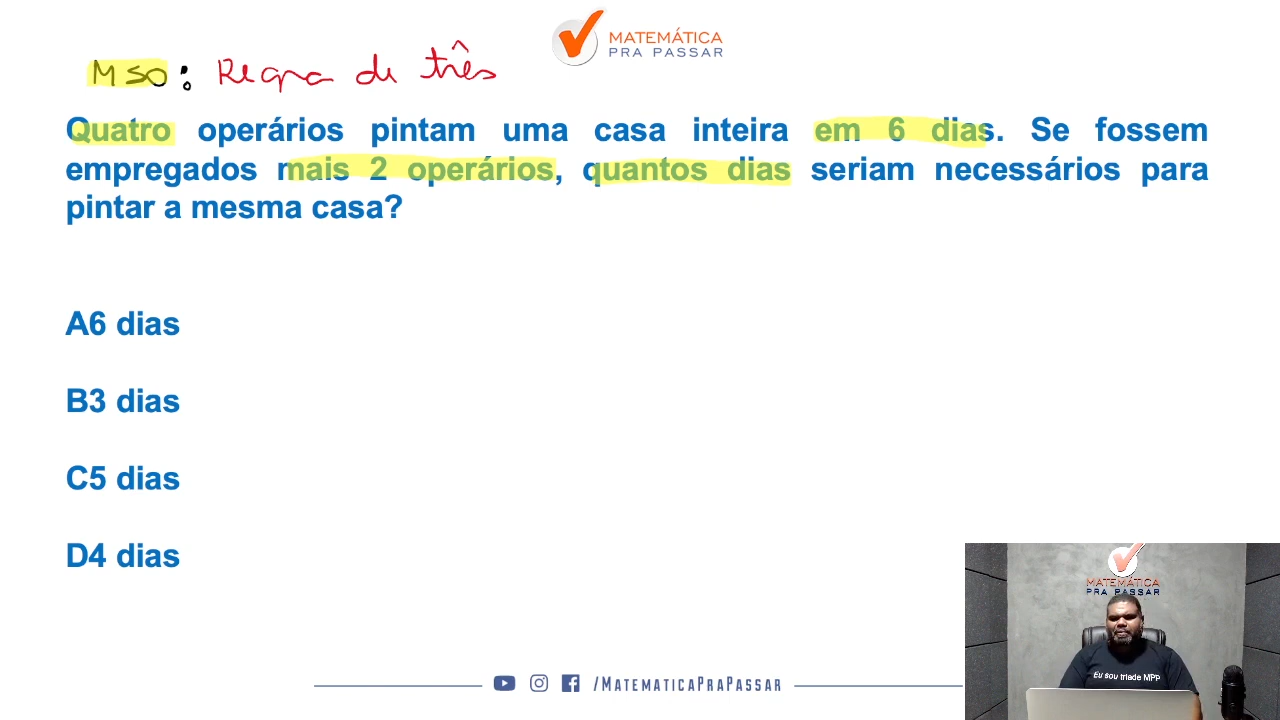 MATEMÁTICA
PRA PASSAR
MSO: Regra de três
Quatro operários pintam uma casa inteira em 6 dias. Se fossem
empregados mais 2 operários, quantos dias seriam necessários para
pintar a mesma casa?
A6 dias
B3 dias
C5 dias
D4 dias
MATEMÁTICA
PRA PASSAR
Eu sou tríade MPP
/MATEMATICAPRAPASSAR